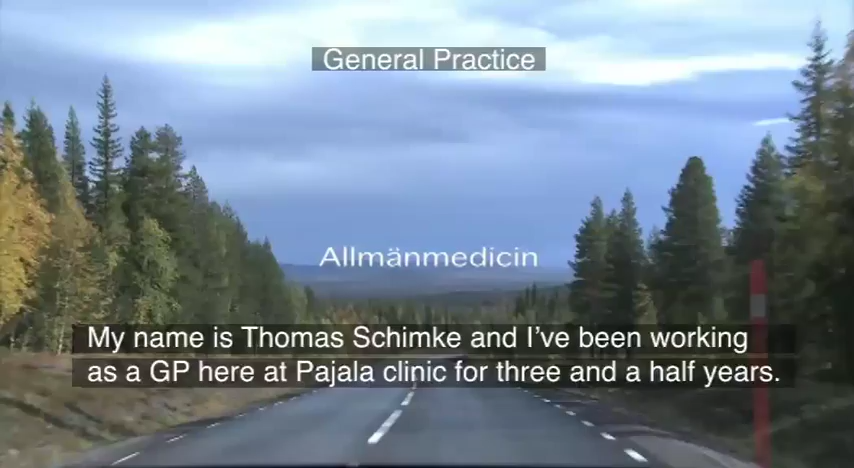 General Practice
Allmänmedicin
My name is Thomas Schimke and I've been working
as a GP here at Pajala clinic for three and a half years.